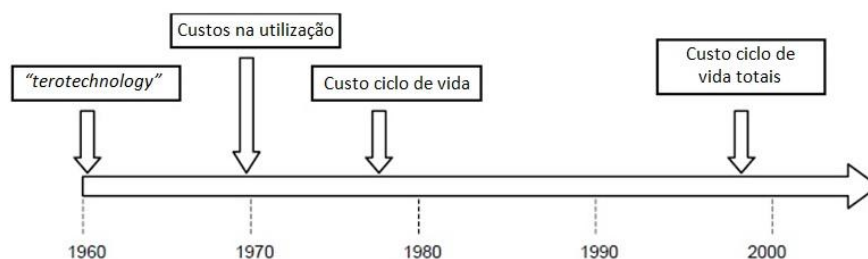 Custos na utilização
"terotechnology"
Custo ciclo de vida
Custo ciclo de
vida totais
1960
1970
1980
1990
2000